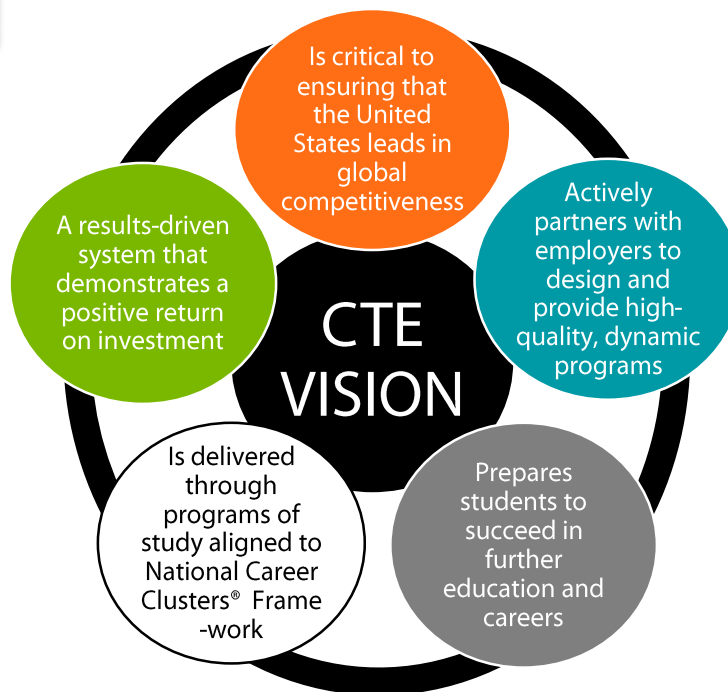 Is critical to
ensuring that
the United
States leads in
global
competitiveness
Actively
partners with
employers to
design and
provide high-
quality, dynamic
programs
Prepares
students to
succeed in
further
education and
careers
Is delivered
through
programs of
study aligned to
National Career
Clusters® Frame
-work
A results-driven
system that
demonstrates a
positive return
on investment
CTE
VISION